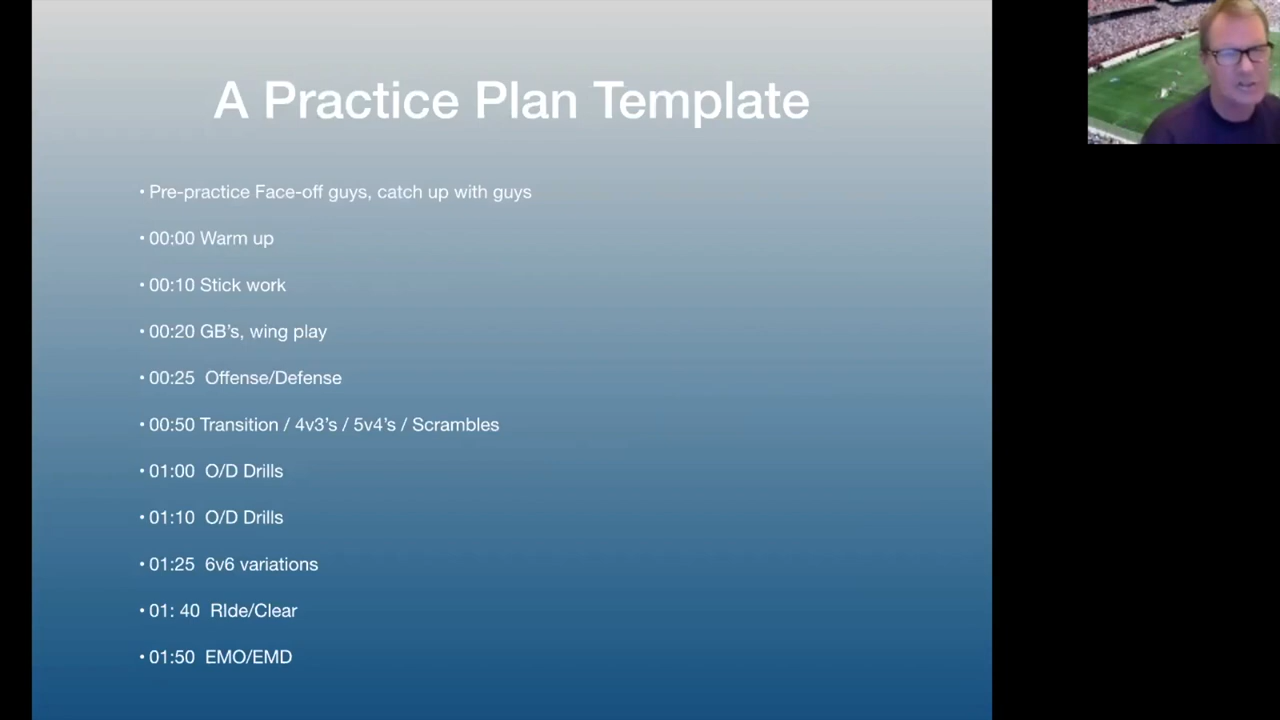 A Practice Plan Template
• Pre-practice Face-off guys, catch up with guys
• 00:00 Warm up
• 00:10 Stick work
• 00:20 GB’s, wing play
• 00:25  Offense/Defense
• 00:50 Transition / 4v3’s / 5v4’s / Scrambles
• 01:00  O/D Drills
• 01:10  O/D Drills
• 01:25  6v6 variations
• 01: 40  RIde/Clear
• 01:50  EMO/EMD